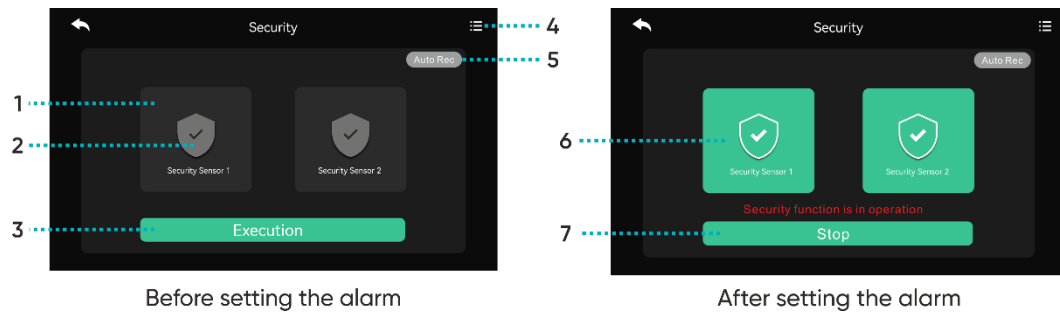 Security
4
Auto Rec
5
1
2
Security Sensor 1
Security Sensor 2
3
Execution
Before setting the alarm
Security
Auto Rec
6
Security Sensor 1
Security Sensor 2
Security function is in operation
7
Stop
After setting the alarm